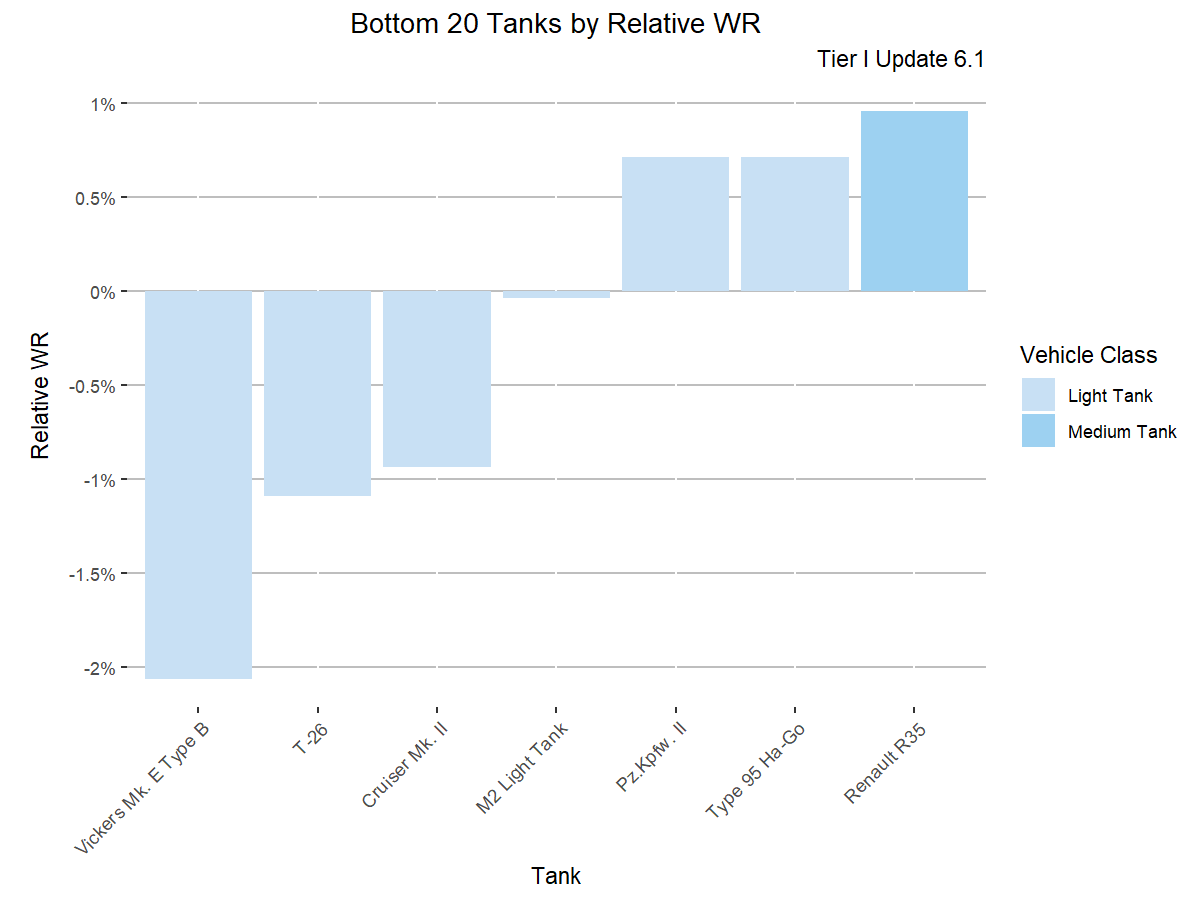 Bottom 20 Tanks by Relative WR
Tier I Update 6.1
1%
0.5%
0%
-0.5%
-1%
-1.5%
-2%
Relative WR
Vickers Mk. E Type B
T-26
Cruiser Mk. II
M2 Light Tank
Pz.Kpfw. II
Type 95 Ha-Go
Renault R35
Tank
Vehicle Class
Light Tank
Medium Tank